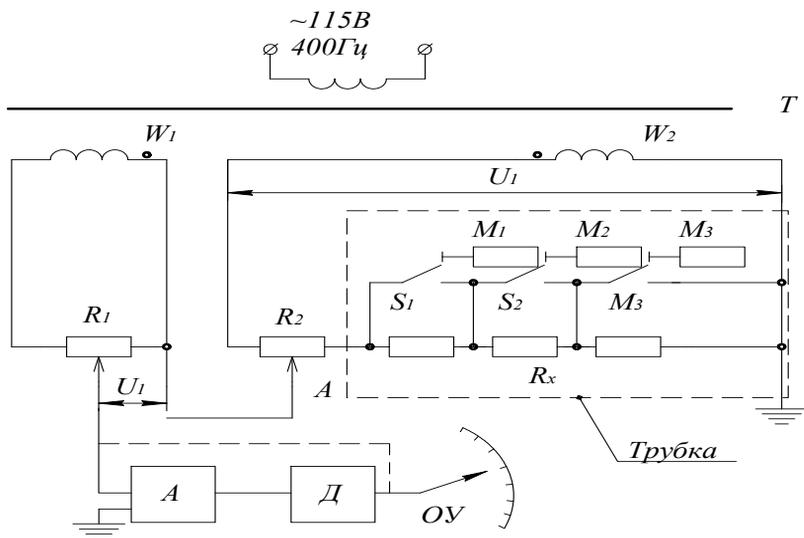 ~115В
400Гц
T
W1
W2
U1
M1 M2 M3
S1 S2 M3
R1
R2
Rx
U1
A
Трубка
А
Д
ОУ